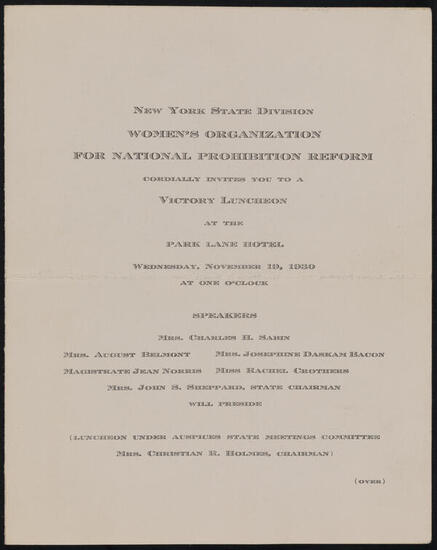 New York State Division
WOMEN'S ORGANIZATION
FOR NATIONAL PROHIBITION REFORM
CORDIALLY INVITES YOU TO A
Victory Luncheon
AT THE
PARK LANE HOTEL
Wednesday, November 19, 1930
AT ONE O'CLOCK
SPEAKERS
Mrs. Charles H. Sabin
Mrs. August Belmont Mrs. Josephine Daskam Bacon
Magistrate Jean Norris Miss Rachel Crothers
Mrs. John S. Sheppard, STATE CHAIRMAN
WILL PRESIDE
(LUNCHEON UNDER AUSPICES STATE MEETINGS COMMITTEE
Mrs. Christian R. Holmes, CHAIRMAN)
(OVER)